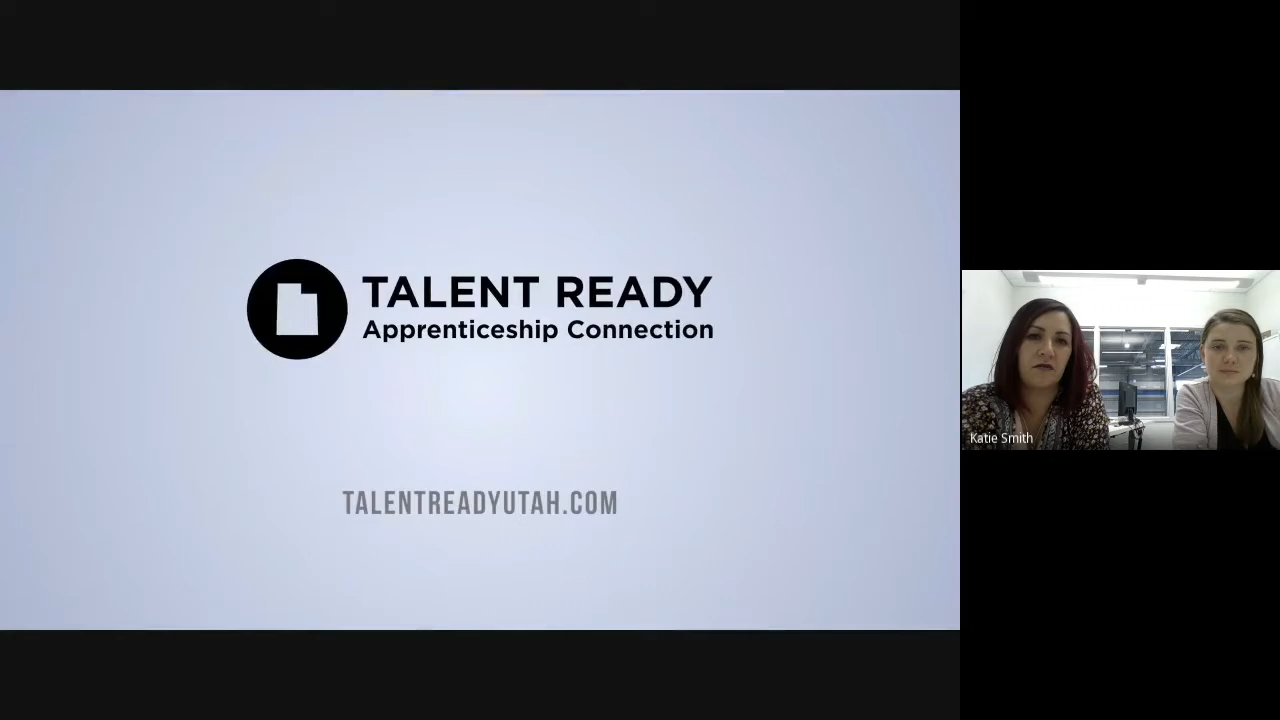 TALENT READY
Apprenticeship Connection
TALENTREADYUTAH.COM
Katie Smith